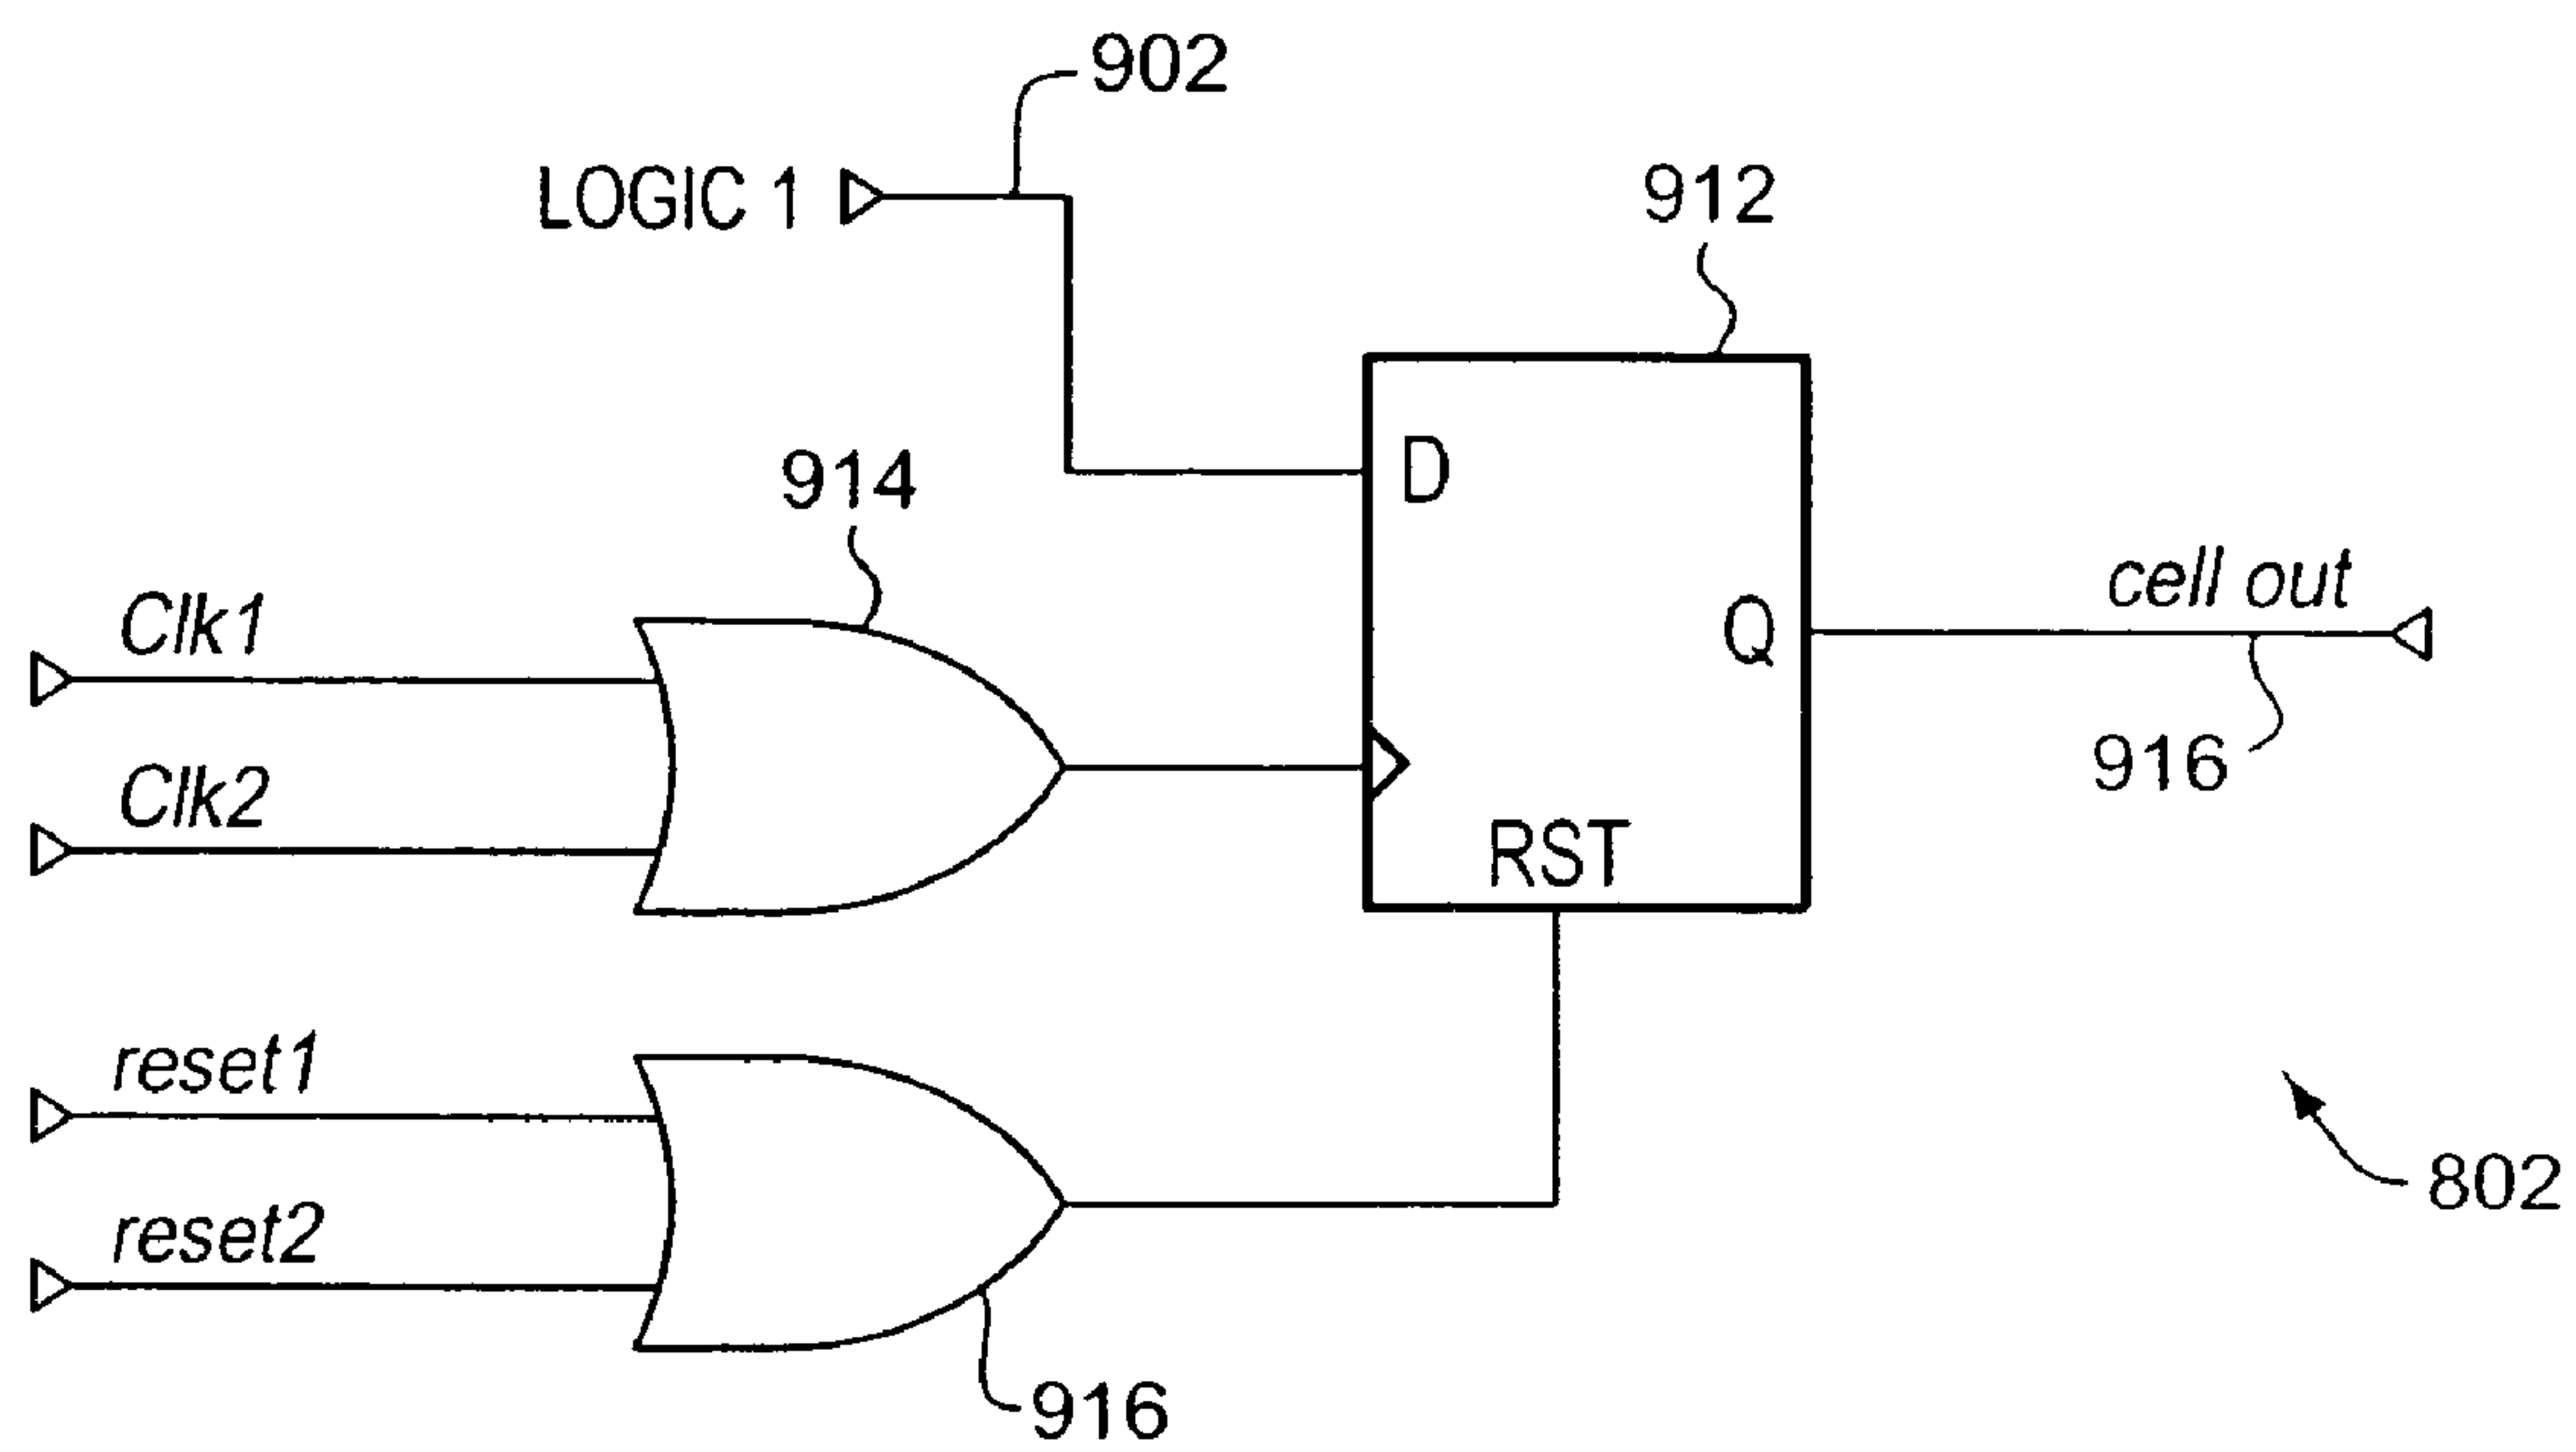 902
LOGIC 1
912
D
914
Clk1
Q
cell out
Clk2
916
RST
reset1
802
reset2
916